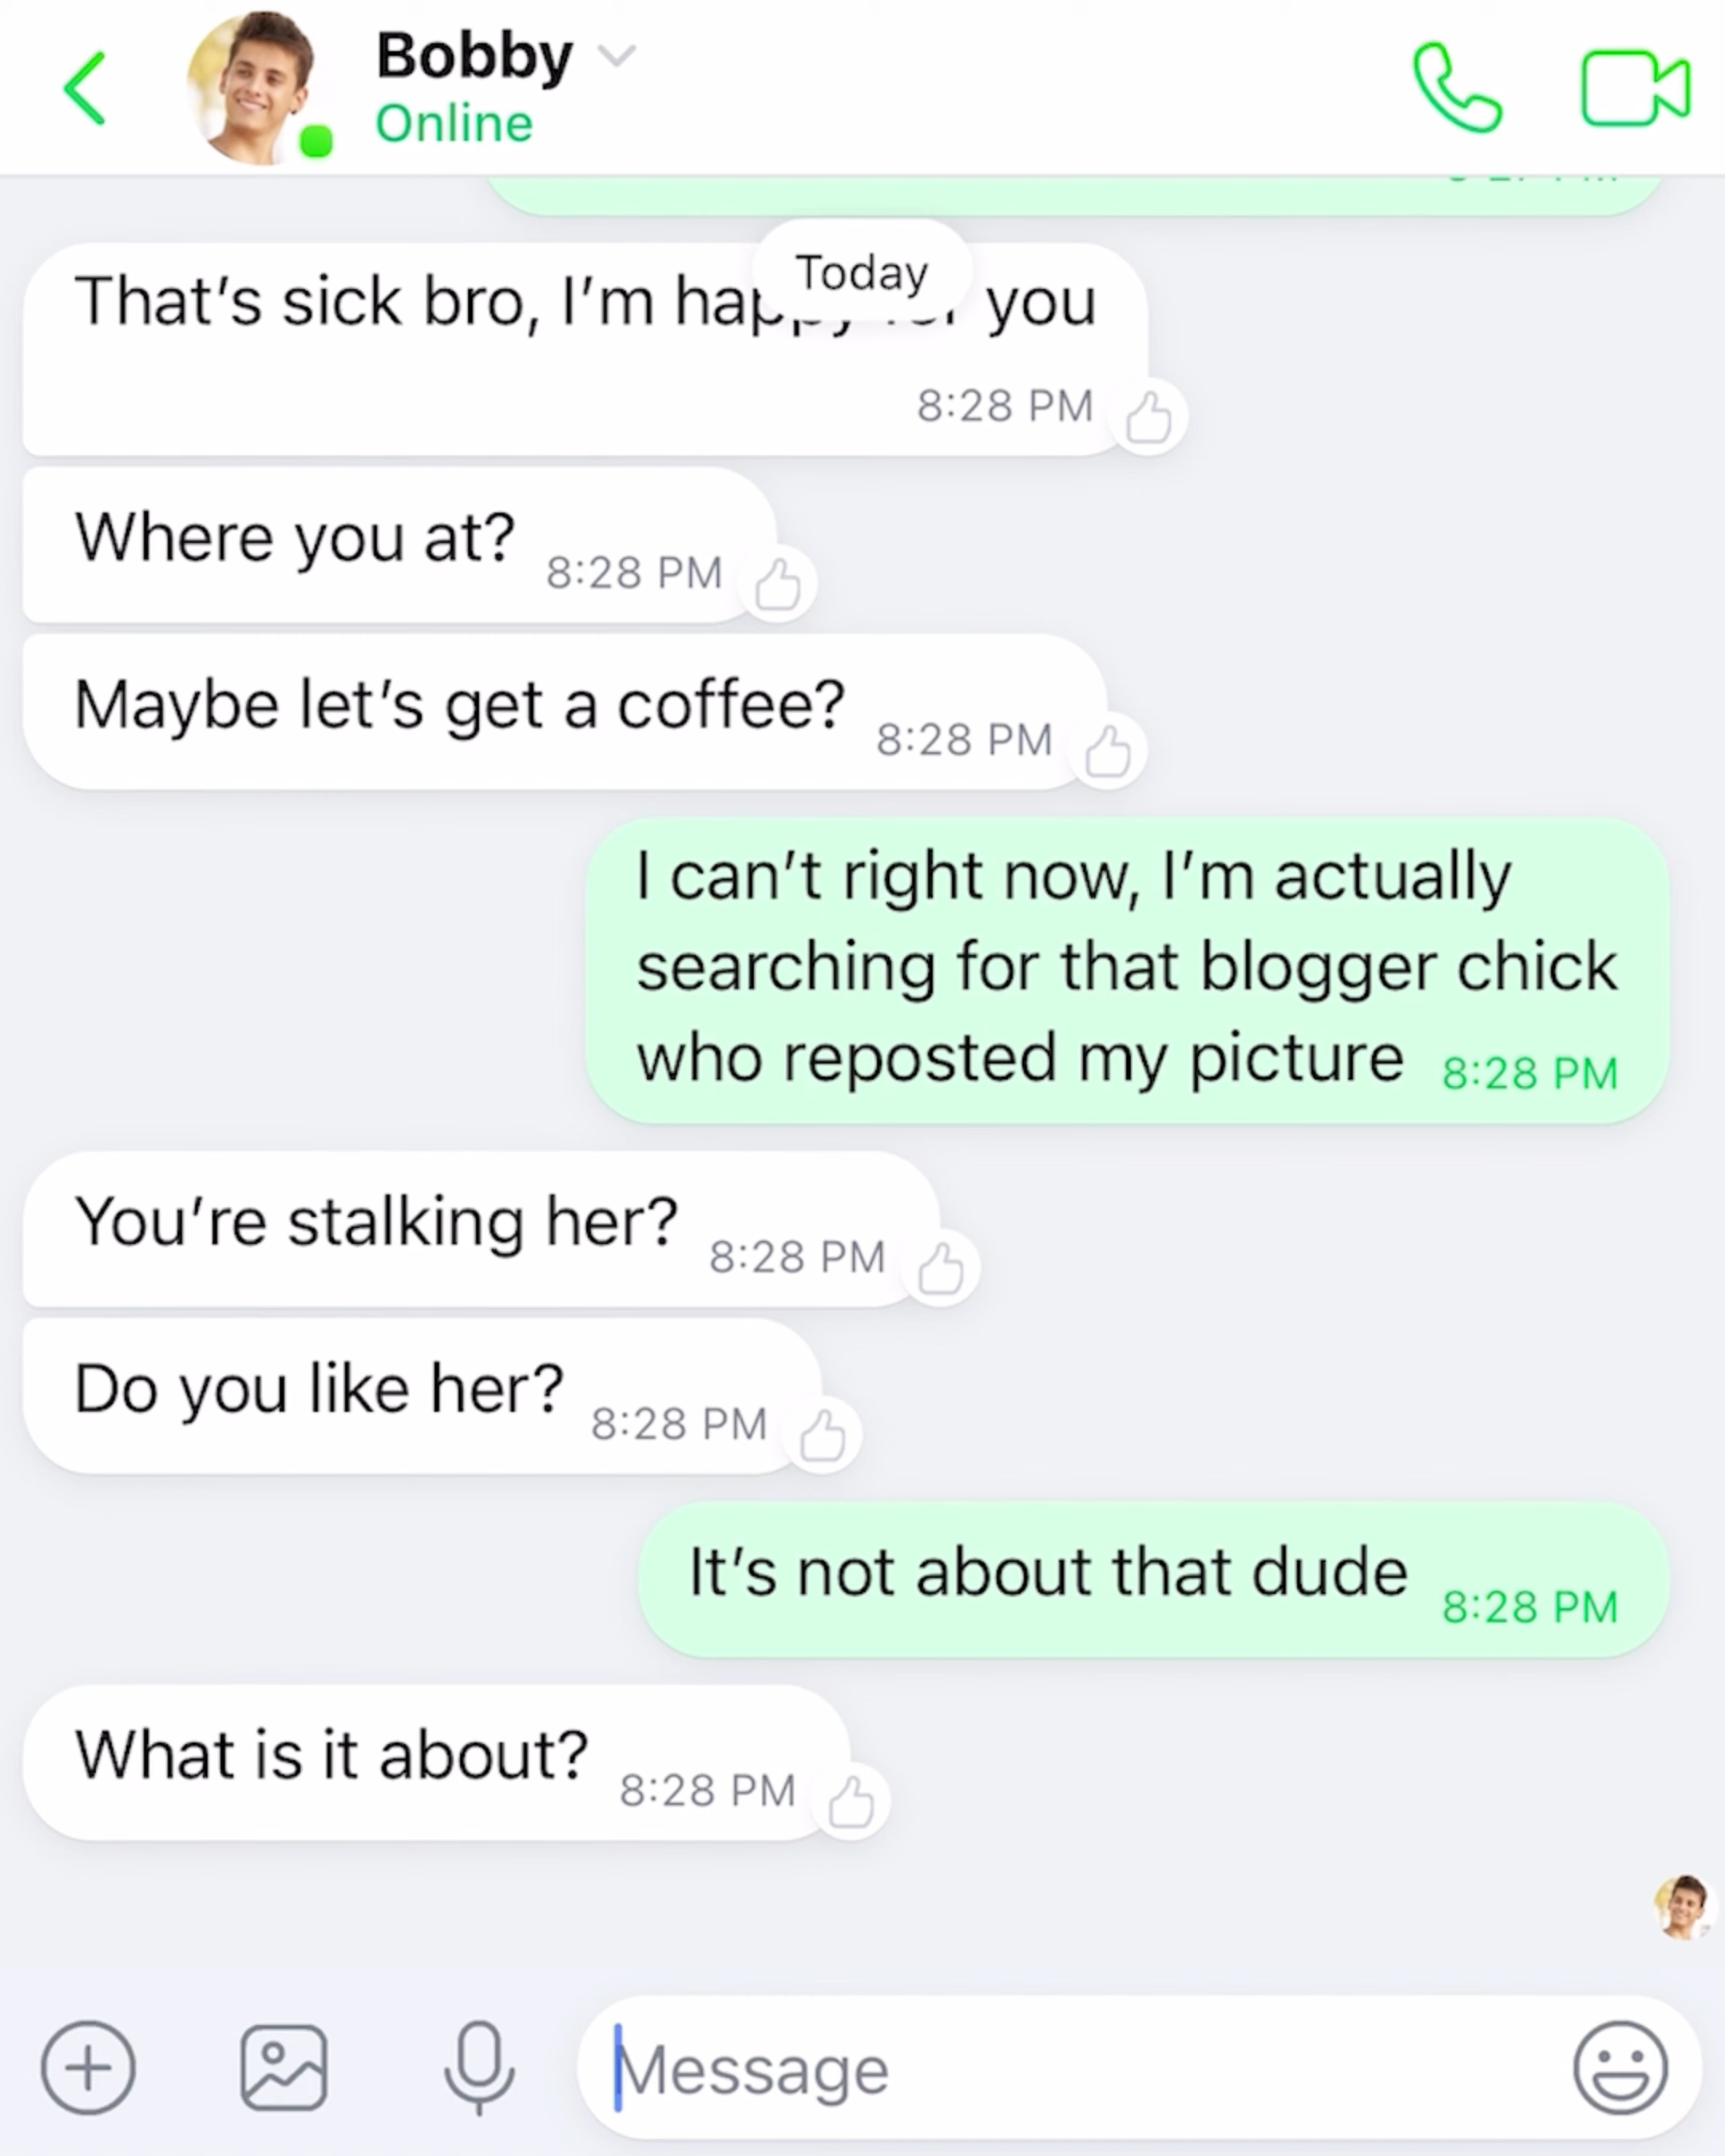 Bobby
Online
Today
That’s sick bro, I’m happy for you
8:28 PM
Where you at? 8:28 PM
Maybe let’s get a coffee? 8:28 PM
I can’t right now, I’m actually
searching for that blogger chick
who reposted my picture 8:28 PM
You’re stalking her? 8:28 PM
Do you like her? 8:28 PM
It’s not about that dude 8:28 PM
What is it about? 8:28 PM
Message